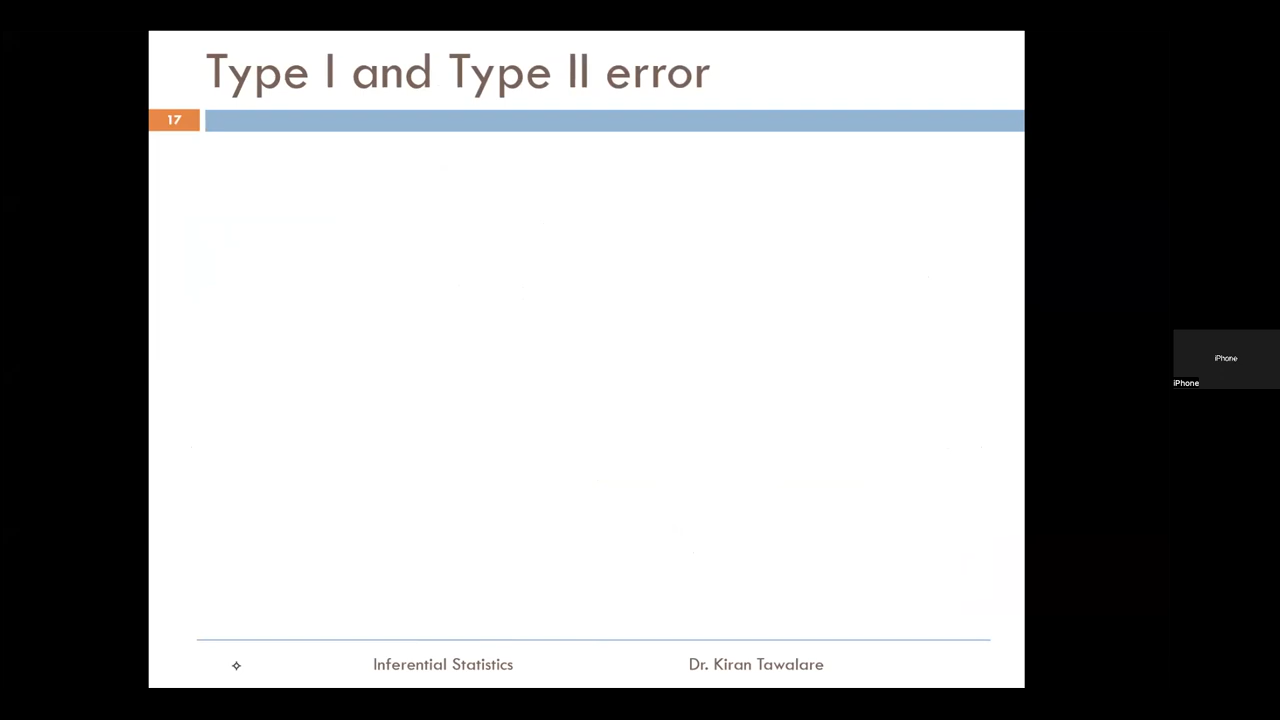 Type I and Type II error
17
iPhone
iPhone
Inferential Statistics
Dr. Kiran Tawalare